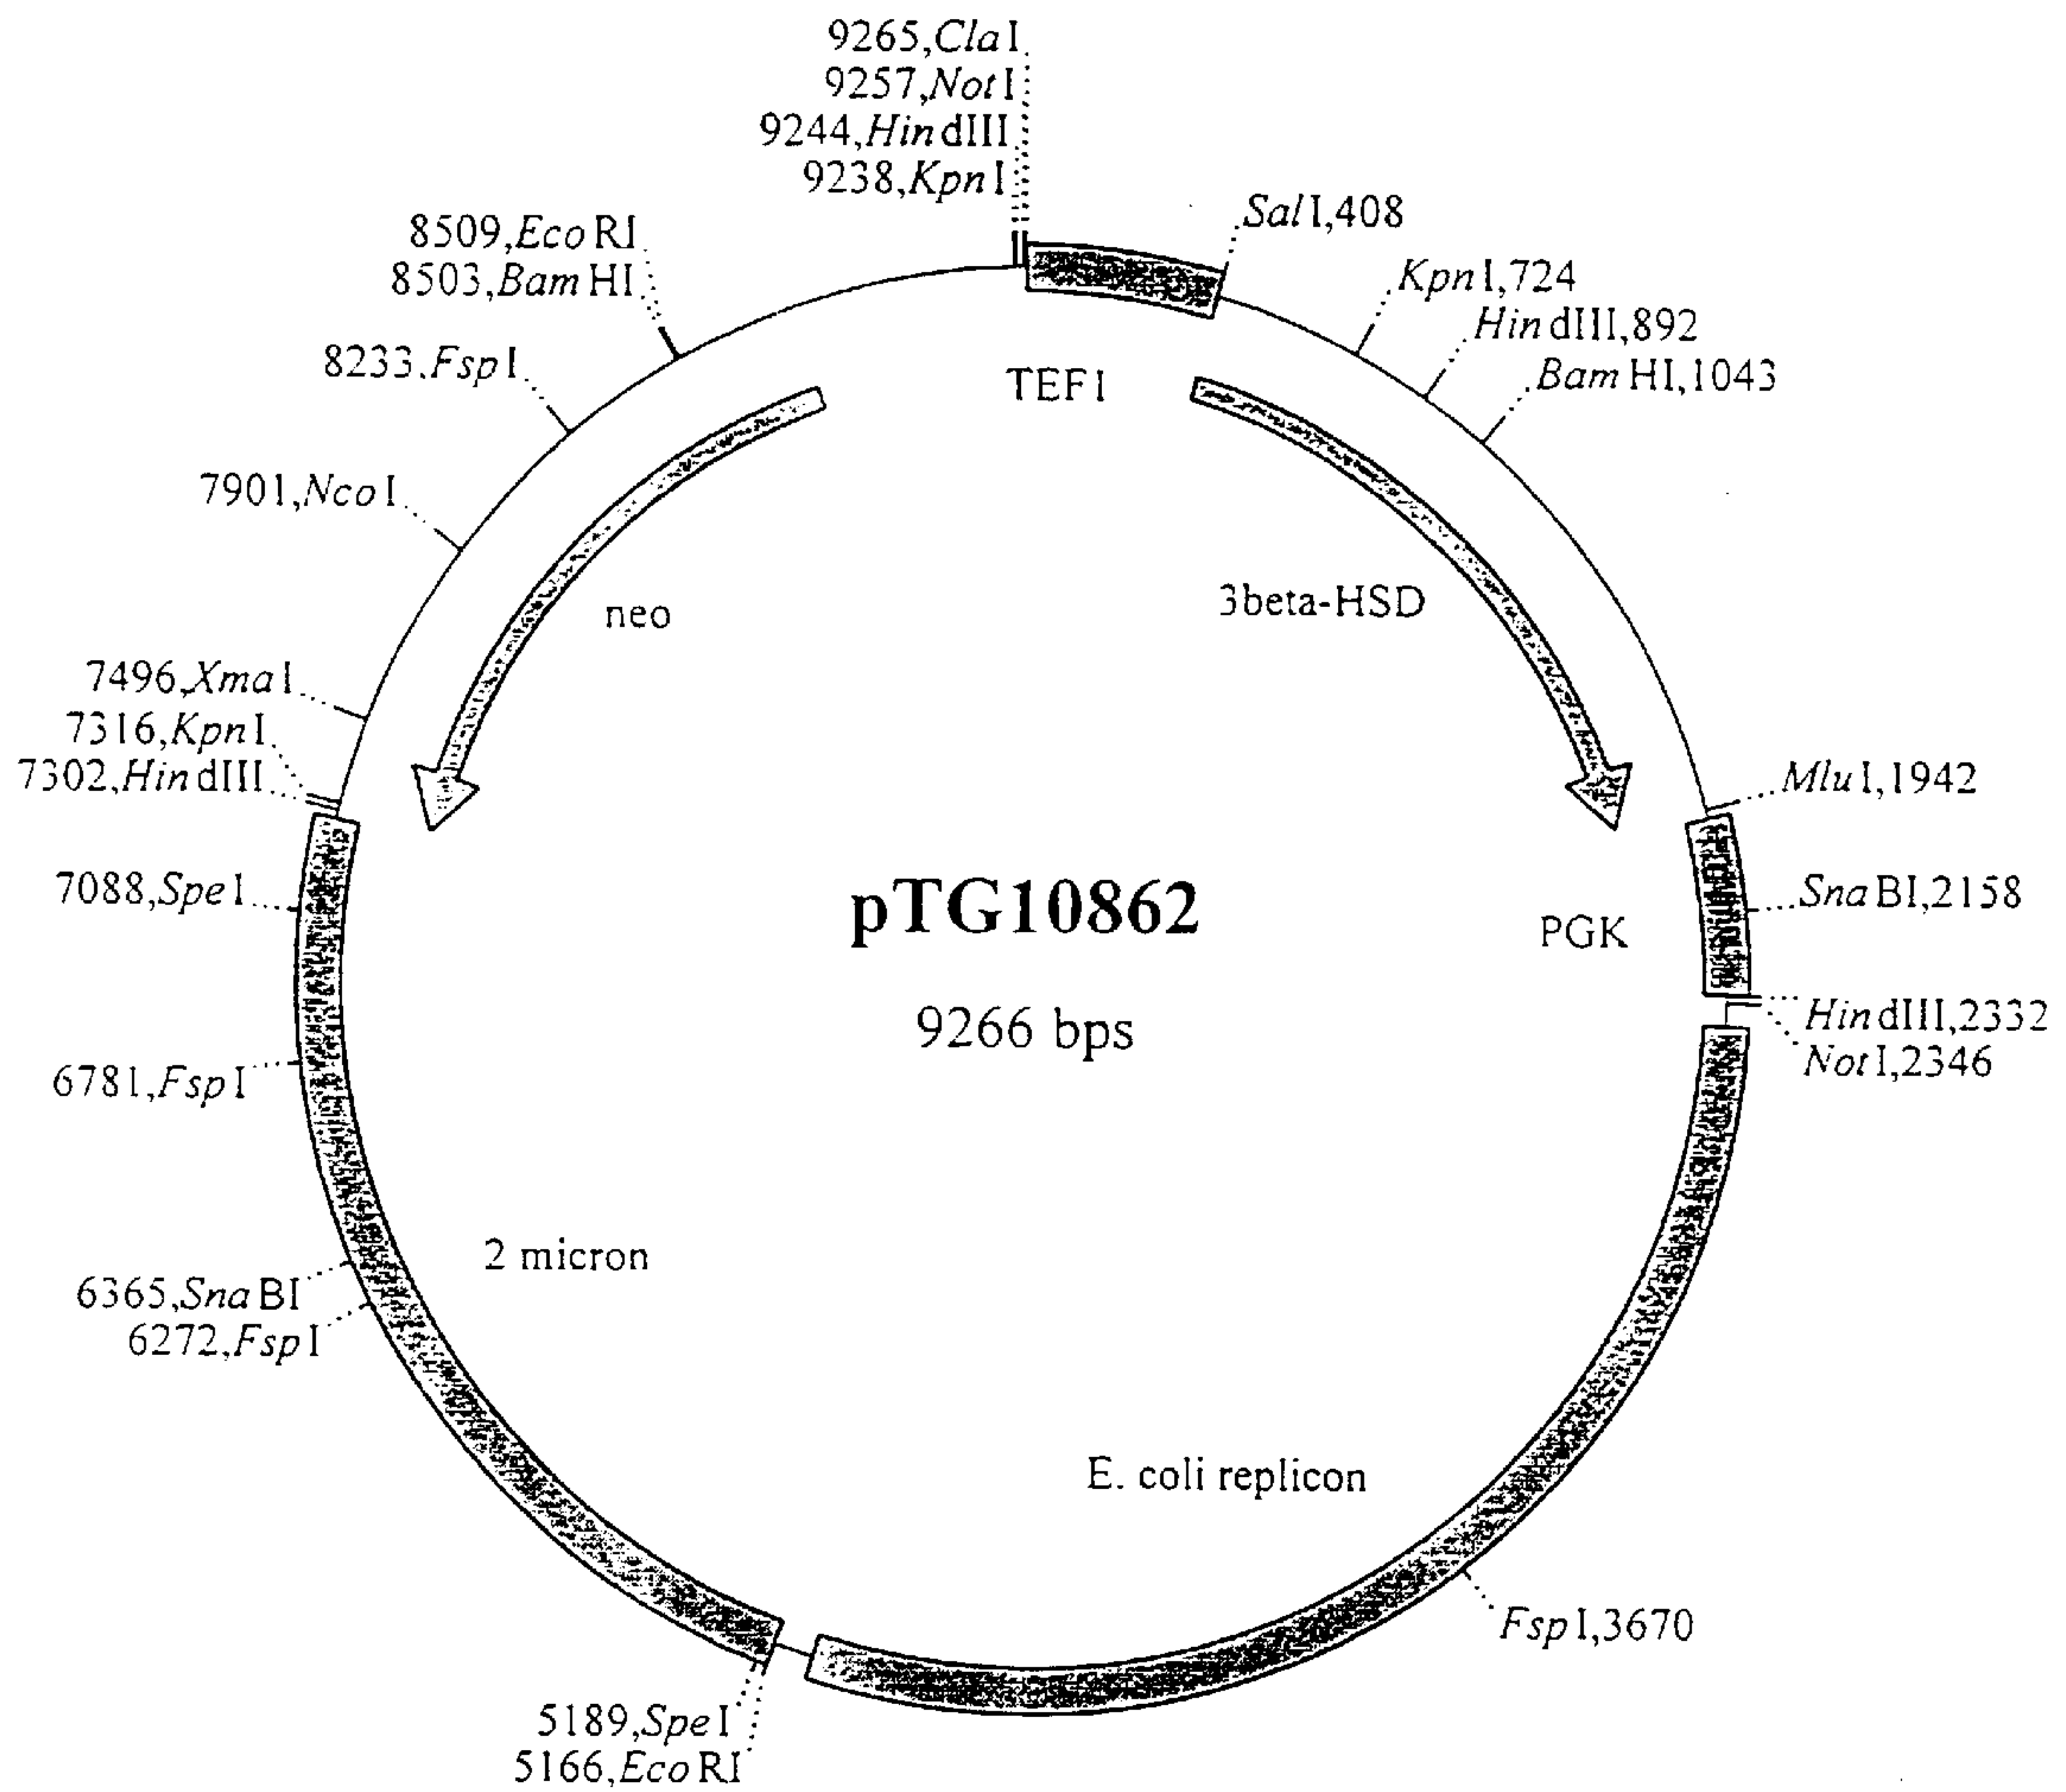 9265,ClaI
9257,NotI
9244,HindIII
9238,KpnI
SalI,408
8509,EcoRI
8503,BamHI
KpnI,724
HindIII,892
BamHI,1043
8233.FspI
TEF1
7901,NcoI
neo
3beta-HSD
7496,XmaI
7316,KpnI
7302,HindIII
MluI,1942
7088,SpeI
pTG10862
SnaBI,2158
PGK
9266 bps
HindIII,2332
NotI,2346
6781,FspI
2 micron
6365,SnaBI
6272,FspI
E. coli replicon
FspI,3670
5189,SpeI
5166,EcoRI